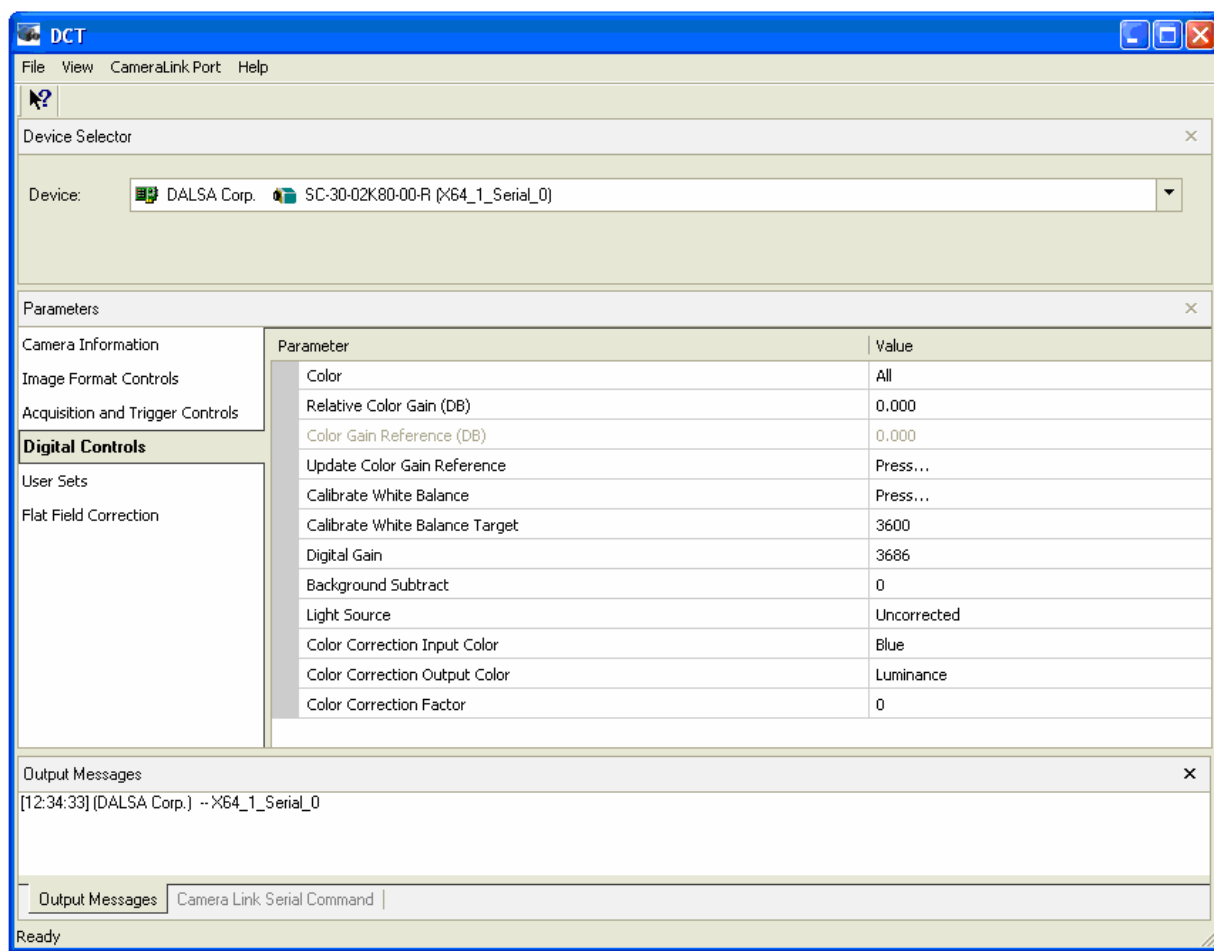 DCT
File View CameraLink Port Help
?
Device Selector
Device: DALSA Corp. SC-30-02K80-00-R (X64_1_Serial_0)
Parameters
Camera Information
Image Format Controls
Acquisition and Trigger Controls
Digital Controls
User Sets
Flat Field Correction
Parameter Value
Color All
Relative Color Gain (DB) 0.000
Color Gain Reference (DB) 0.000
Update Color Gain Reference Press...
Calibrate White Balance Press...
Calibrate White Balance Target 3600
Digital Gain 3686
Background Subtract 0
Light Source Uncorrected
Color Correction Input Color Blue
Color Correction Output Color Luminance
Color Correction Factor 0
Output Messages
[12:34:33] (DALSA Corp.) -- X64_1_Serial_0
Output Messages Camera Link Serial Command
Ready